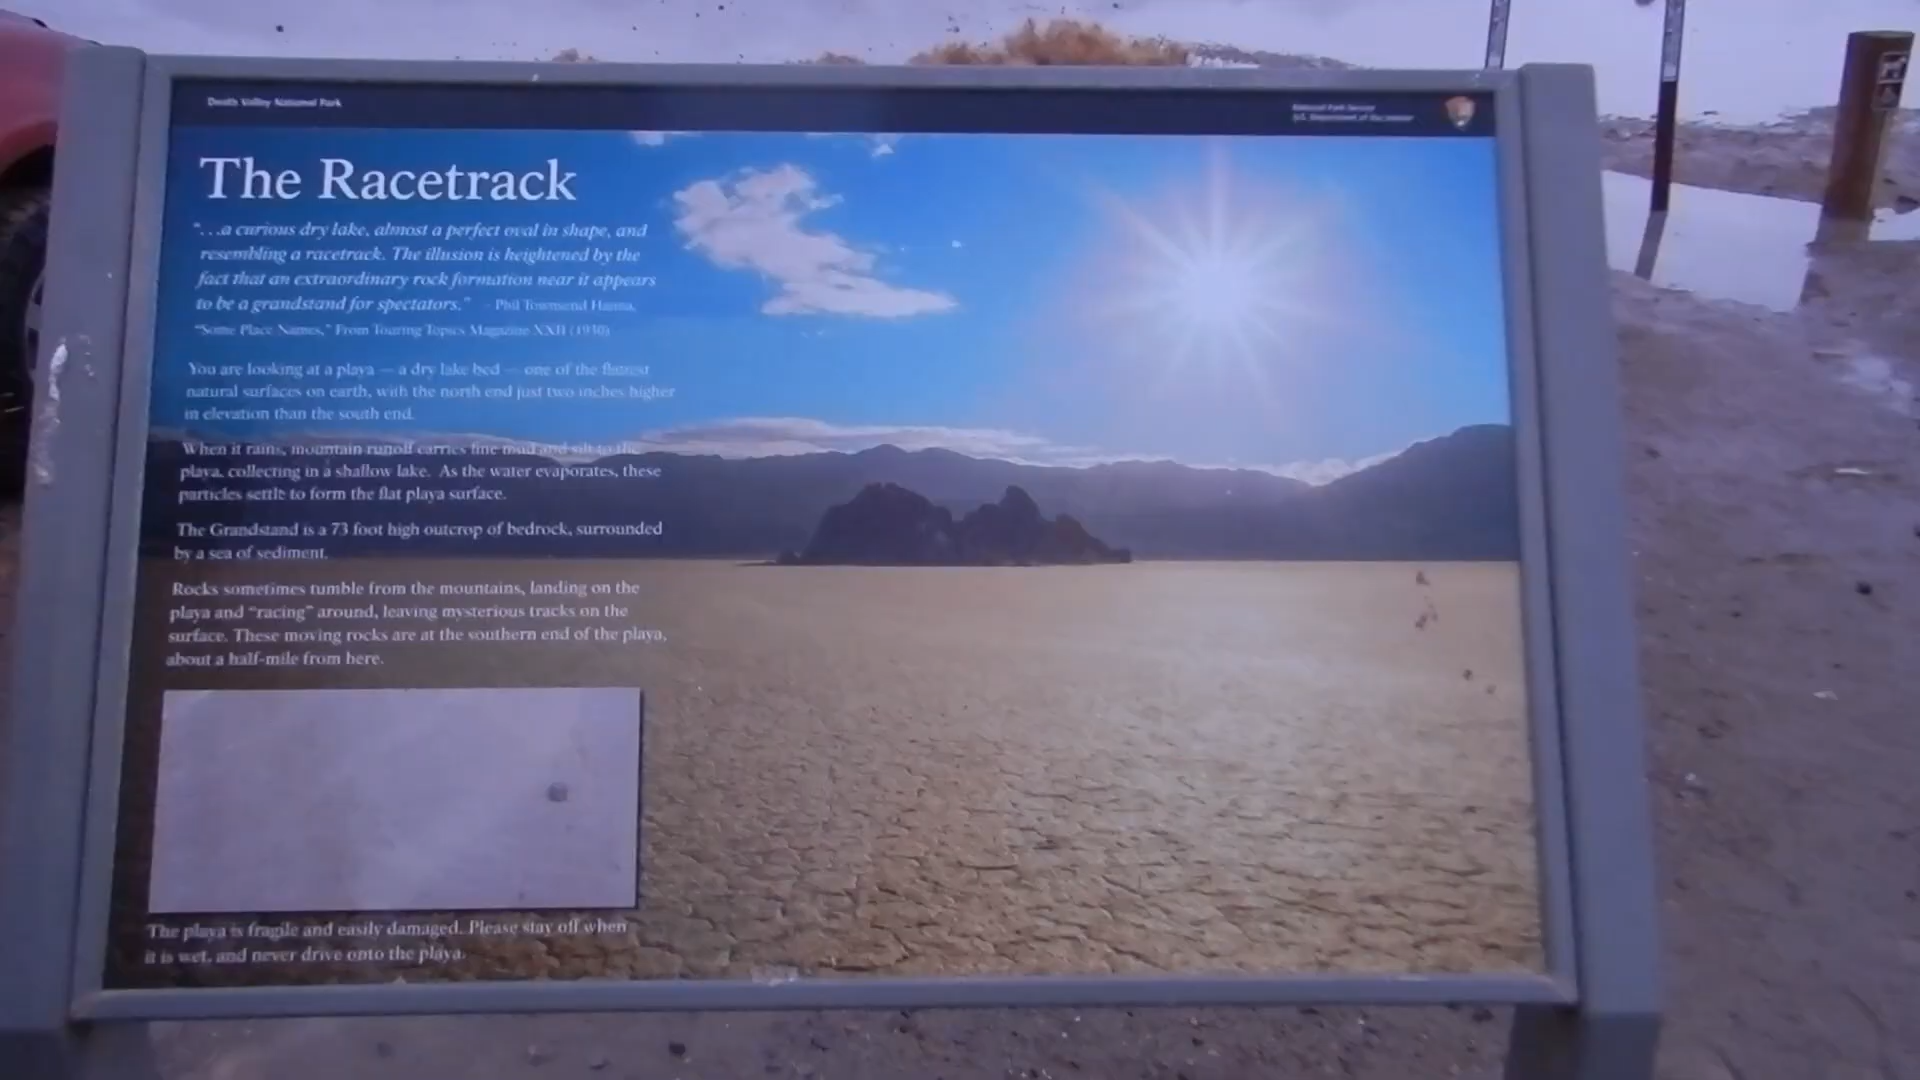 Death Valley National Park
National Park Service
U.S. Department of the Interior
The Racetrack
“. . .a curious dry lake, almost a perfect oval in shape, and
resembling a racetrack. The illusion is heightened by the
fact that an extraordinary rock formation near it appears
to be a grandstand for spectators.” - Phil Townsend Hanna,
“Some Place Names,” From Touring Topics Magazine XXII (1930)
You are looking at a playa — a dry lake bed — one of the flattest
natural surfaces on earth, with the north end just two inches higher
in elevation than the south end.
When it rains, mountain runoff carries fine mud and silt to the
playa, collecting in a shallow lake. As the water evaporates, these
particles settle to form the flat playa surface.
The Grandstand is a 73 foot high outcrop of bedrock, surrounded
by a sea of sediment.
Rocks sometimes tumble from the mountains, landing on the
playa and “racing” around, leaving mysterious tracks on the
surface. These moving rocks are at the southern end of the playa,
about a half-mile from here.
The playa is fragile and easily damaged. Please stay off when
it is wet, and never drive onto the playa.